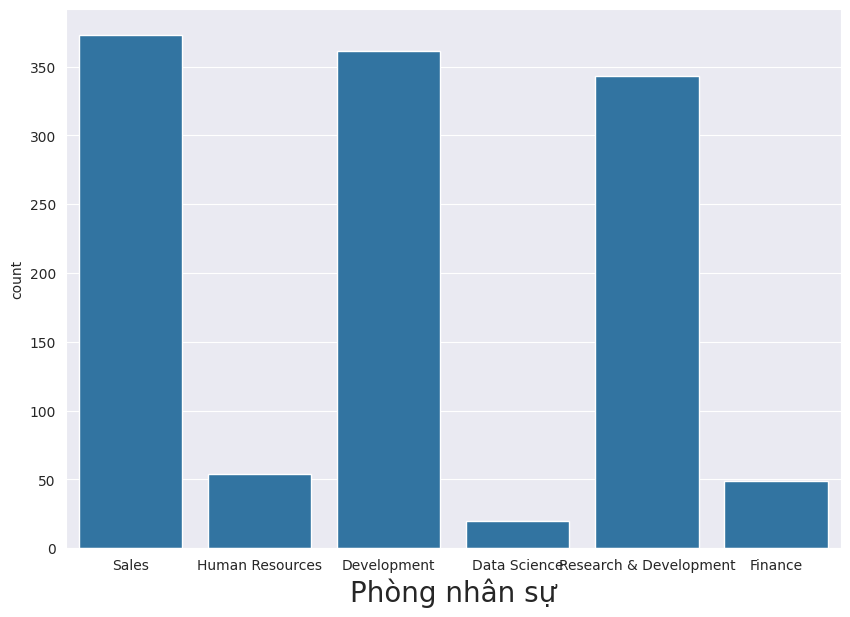 350
300
250
200
150
100
50
0
count
Sales Human Resources Development Data Science Research & Development Finance
Phòng nhân sự